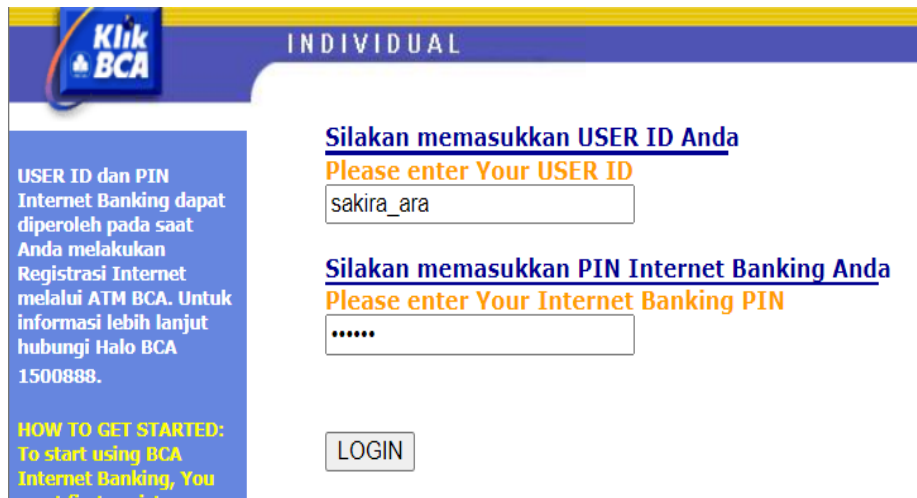 Klik
BCA
INDIVIDUAL
USER ID dan PIN
Internet Banking dapat
diperoleh pada saat
Anda melakukan
Registrasi Internet
melalui ATM BCA. Untuk
informasi lebih lanjut
hubungi Halo BCA
1500888.
HOW TO GET STARTED:
To start using BCA
Internet Banking, You
Silakan memasukkan USER ID Anda
Please enter Your USER ID
sakira_ara
Silakan memasukkan PIN Internet Banking Anda
Please enter Your Internet Banking PIN
••••••
LOGIN